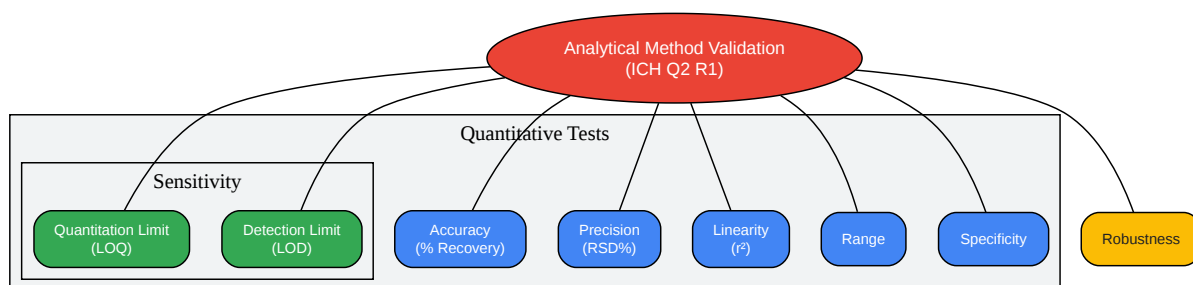 Analytical Method Validation
(ICH Q2 R1)
Quantitative Tests
Sensitivity
Quantitation Limit
(LOQ)
Detection Limit
(LOD)
Accuracy
(% Recovery)
Precision
(RSD%)
Linearity
(r²)
Range
Specificity
Robustness